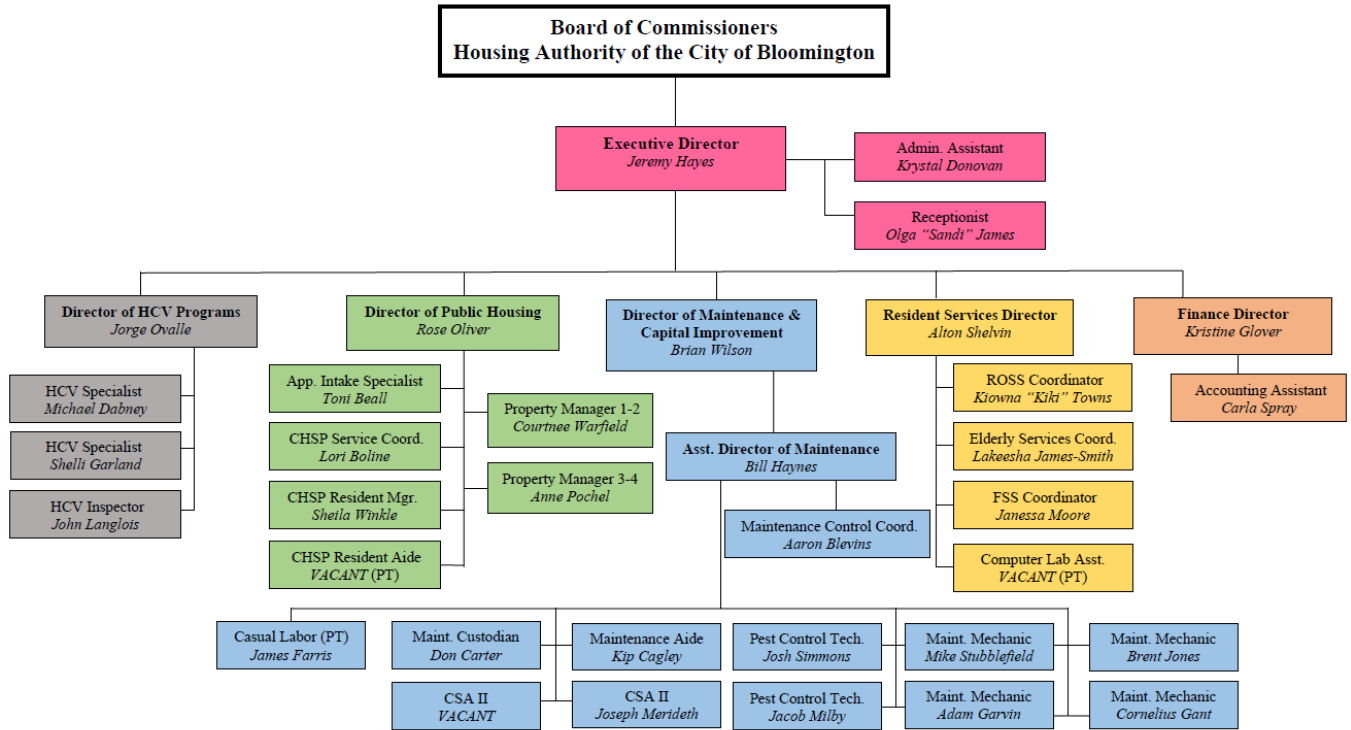 Board of Commissioners
Housing Authority of the City of Bloomington
Executive Director
Jeremy Hayes
Admin. Assistant
Krystal Donovan
Receptionist
Olga “Sandi” James
Director of HCV Programs
Jorge Ovalle
Director of Public Housing
Rose Oliver
Director of Maintenance &
Capital Improvement
Brian Wilson
Resident Services Director
Alton Shelvin
Finance Director
Kristine Glover
HCV Specialist
Michael Dabney
HCV Specialist
Shelli Garland
HCV Inspector
John Langlois
App. Intake Specialist
Toni Beall
CHSP Service Coord.
Lori Boline
CHSP Resident Mgr.
Sheila Winkle
CHSP Resident Aide
VACANT (PT)
Property Manager 1-2
Courtnee Warfield
Property Manager 3-4
Anne Pochel
Asst. Director of Maintenance
Bill Haynes
Maintenance Control Coord.
Aaron Blevins
ROSS Coordinator
Kiowna “Kiki” Towns
Elderly Services Coord.
Lakeesha James-Smith
FSS Coordinator
Janessa Moore
Computer Lab Asst.
VACANT (PT)
Accounting Assistant
Carla Spray
Casual Labor (PT)
James Farris
Maint. Custodian
Don Carter
Maintenance Aide
Kip Cagley
Pest Control Tech.
Josh Simmons
Maint. Mechanic
Mike Stubblefield
Maint. Mechanic
Brent Jones
CSA II
VACANT
CSA II
Joseph Merideth
Pest Control Tech.
Jacob Milby
Maint. Mechanic
Adam Garvin
Maint. Mechanic
Cornelius Gant